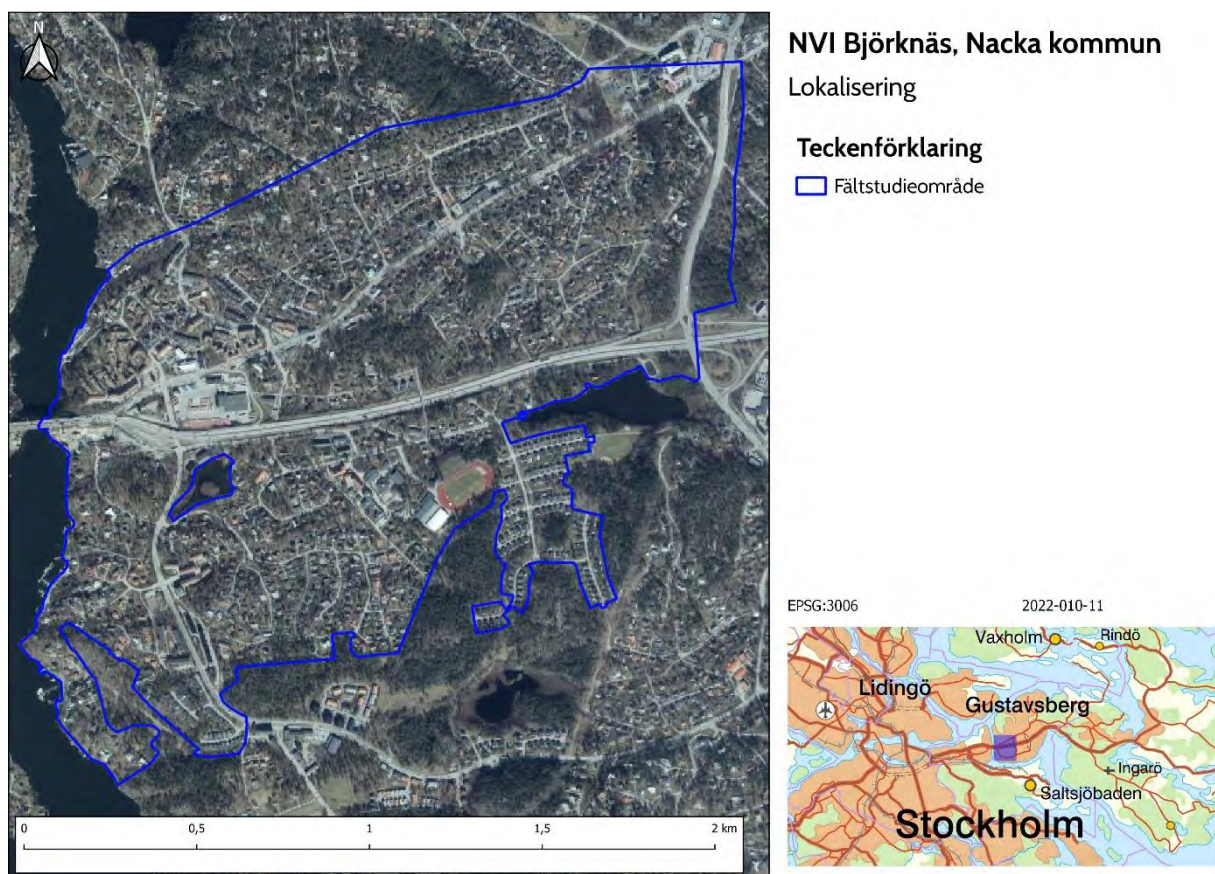 N
NVI Björknäs, Nacka kommun
Lokalisering
Teckenförklaring
Fältstudieområde
EPSG:3006 2022-010-11
Vaxholm Rindö
Lidingö
Gustavsberg
Ingarö
Saltsjöbaden
Stockholm
0 0,5 1 1,5 2 km